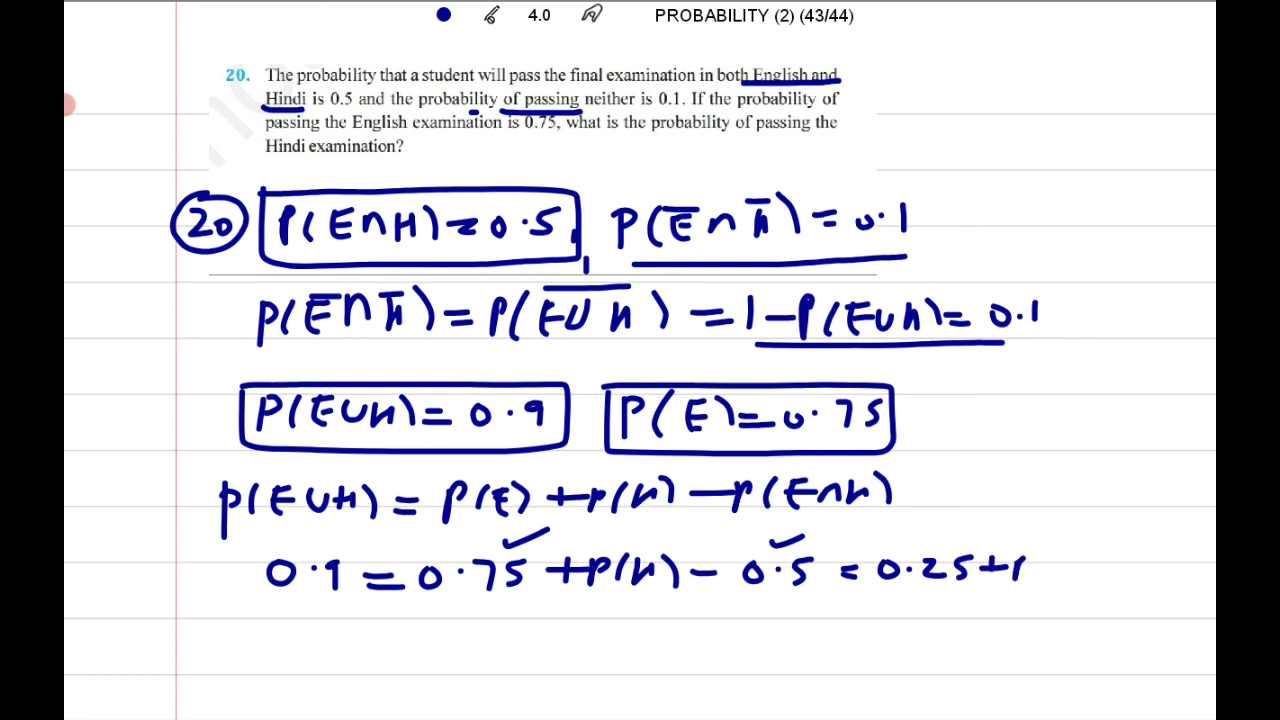 4.0 PROBABILITY (2) (43/44)
20. The probability that a student will pass the final examination in both English and
Hindi is 0.5 and the probability of passing neither is 0.1. If the probability of
passing the English examination is 0.75, what is the probability of passing the
Hindi examination?
20 P(E∩H)=0.5, P(E̅∩h̅)=0.1
P(E̅∩h̅)=P(E̅∪̅h̅)=1-P(E∪h)=0.1
P(E∪h)=0.9 P(E)=0.75
P(E∪H)=P(E)+P(h)-P(E∩h)
0.9=0.75+P(h)-0.5=0.25+